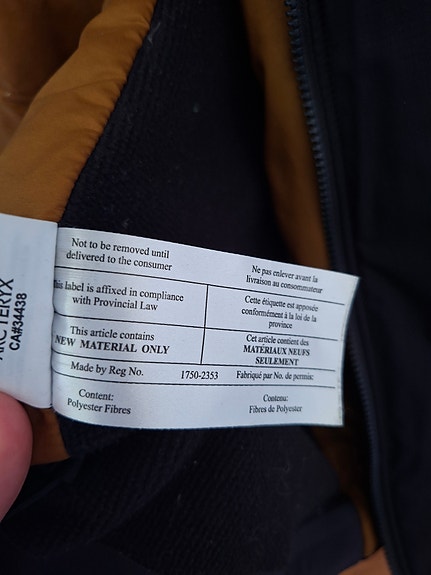 Not to be removed until
delivered to the consumer
Ne pas enlever avant la
livraison au consommateur
label is affixed in compliance
with Provincial Law
Cette étiquette est apposée
conformément à la loi de la
province
This article contains
NEW MATERIAL ONLY
Cet article contient des
MATÉRIAUX NEUFS
SEULEMENT
Made by Reg No. 1750-2353 Fabriqué par No. de permis:
Content:
Polyester Fibres
Contenu:
Fibres de Polyester
ARC'TERYX
CA#34438